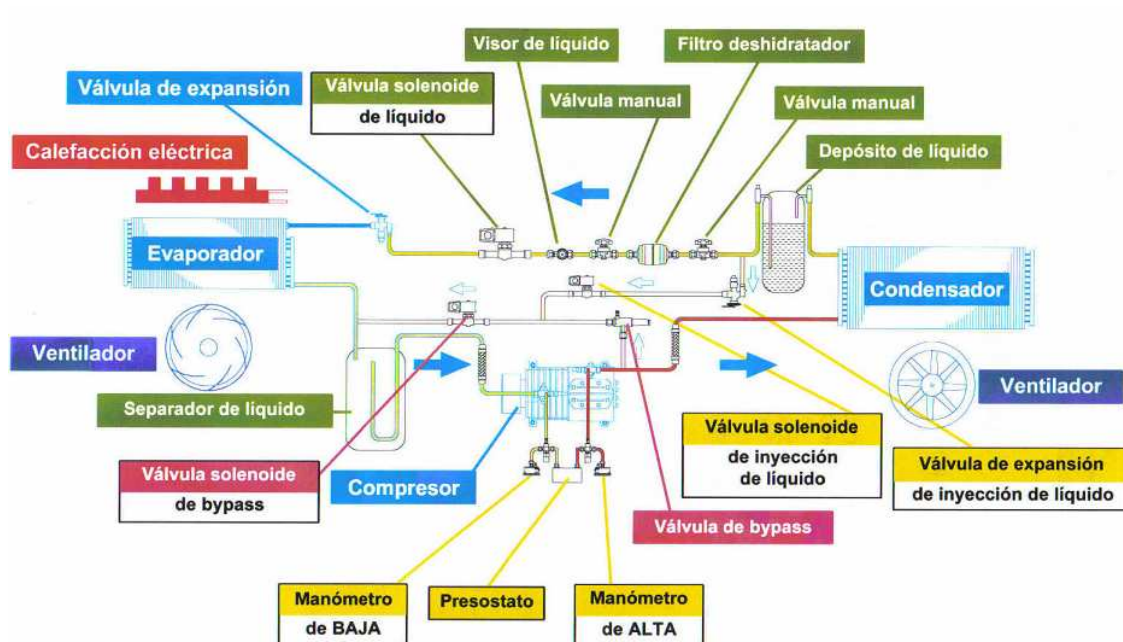 Visor de líquido
Filtro deshidratador
Válvula de expansión
Válvula solenoide
de líquido
Válvula manual
Válvula manual
Calefacción eléctrica
Depósito de líquido
Evaporador
Condensador
Ventilador
Ventilador
Separador de líquido
Válvula solenoide
de bypass
Compresor
Válvula solenoide
de inyección
de líquido
Válvula de expansión
de inyección de líquido
Válvula de bypass
Manómetro
de BAJA
Presostato
Manómetro
de ALTA